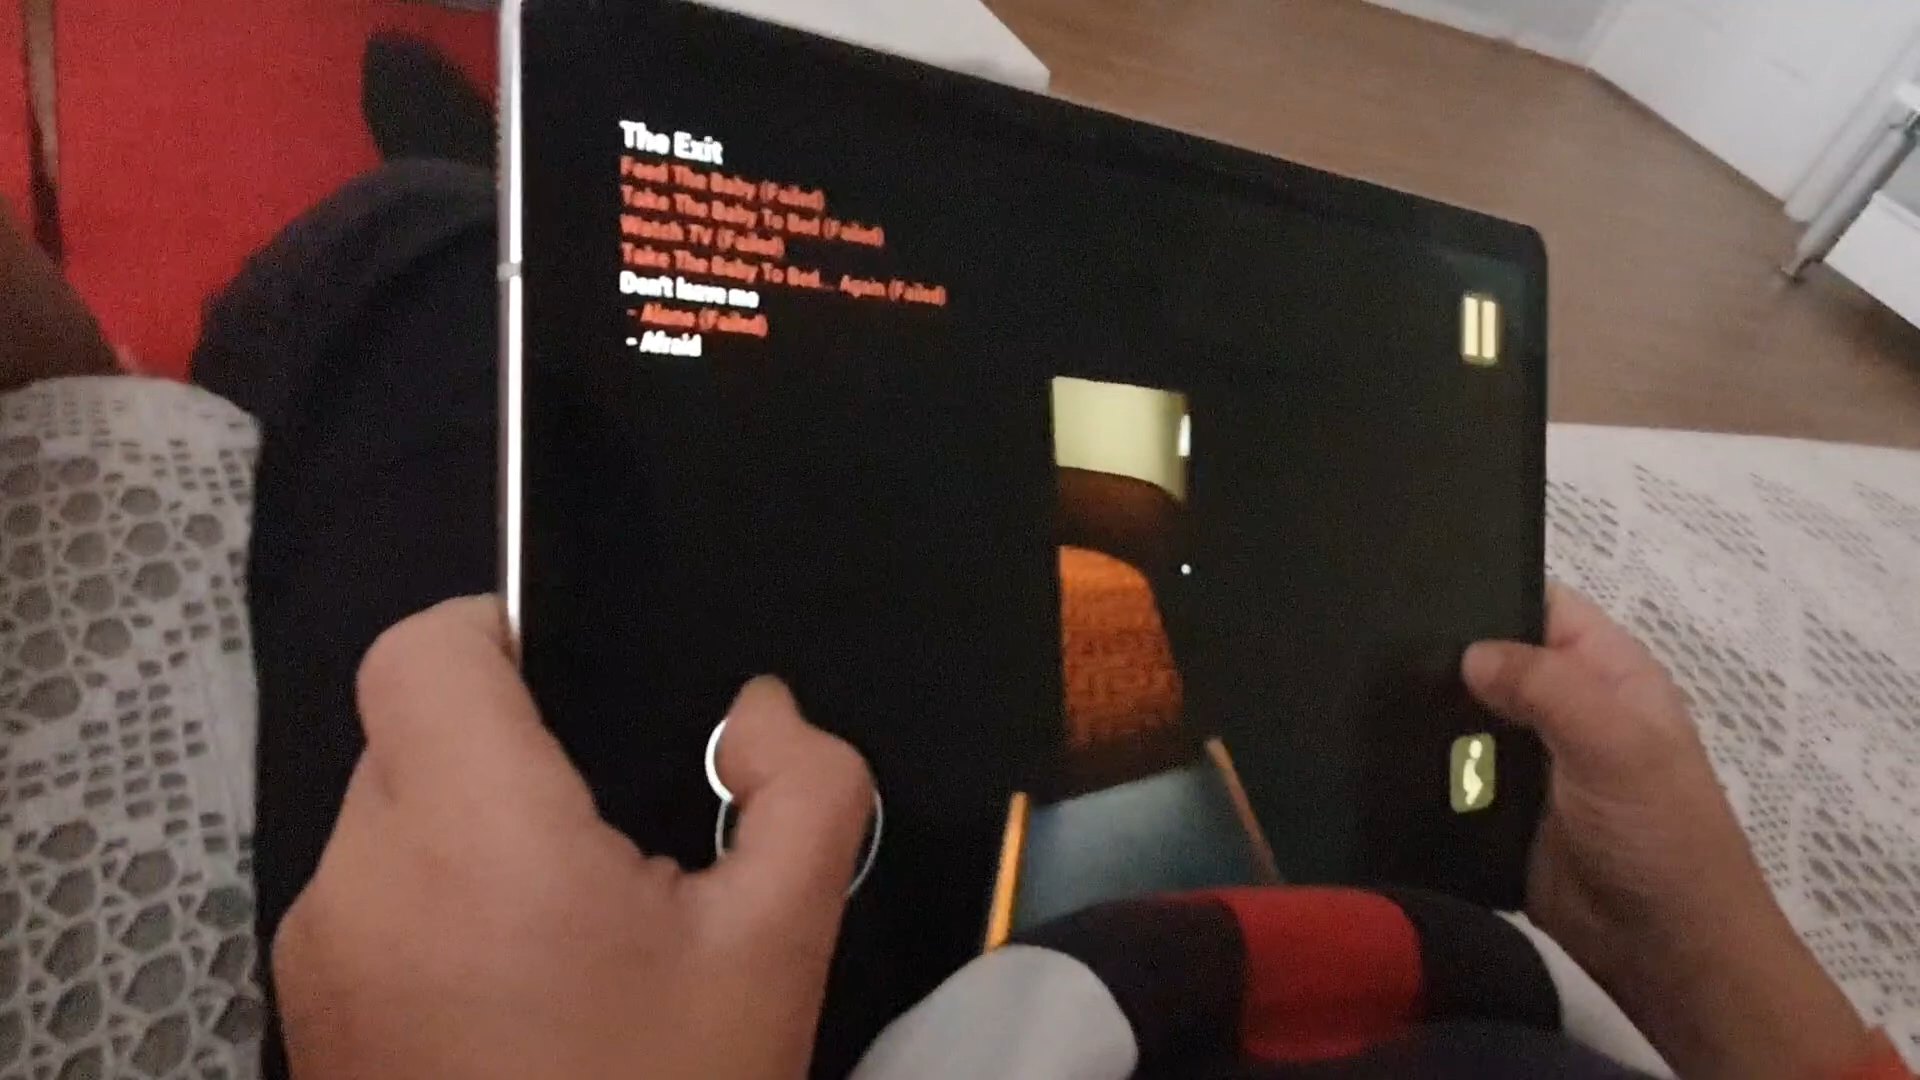 The Exit
Feed The Baby (Failed)
Take The Baby To Bed (Failed)
Watch TV (Failed)
Take The Baby To Bed... Again (Failed)
Don't leave me
- Alone (Failed)
- Afraid